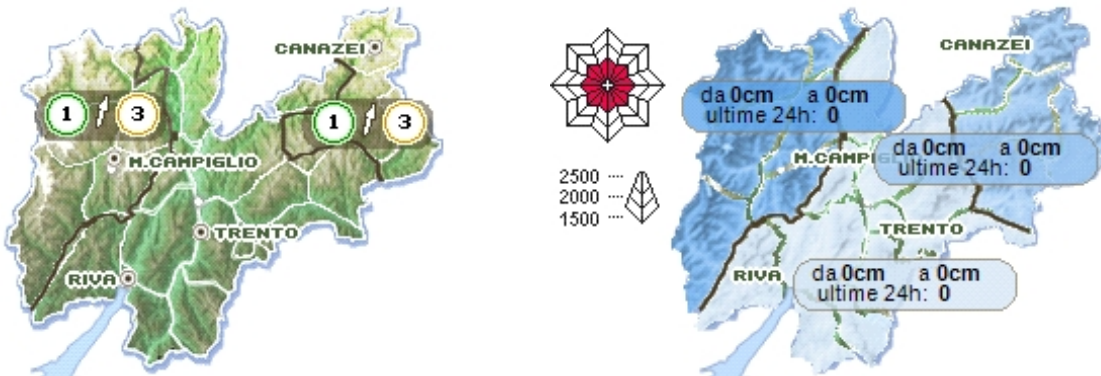 CANAZEI
1 3
1 3
M.CAMPIGLIO
TRENTO
RIVA
2500
2000
1500
CANAZEI
da 0cm a 0cm
ultime 24h: 0
M.CAMPIGLIO
da 0cm a 0cm
ultime 24h: 0
TRENTO
RIVA
da 0cm a 0cm
ultime 24h: 0